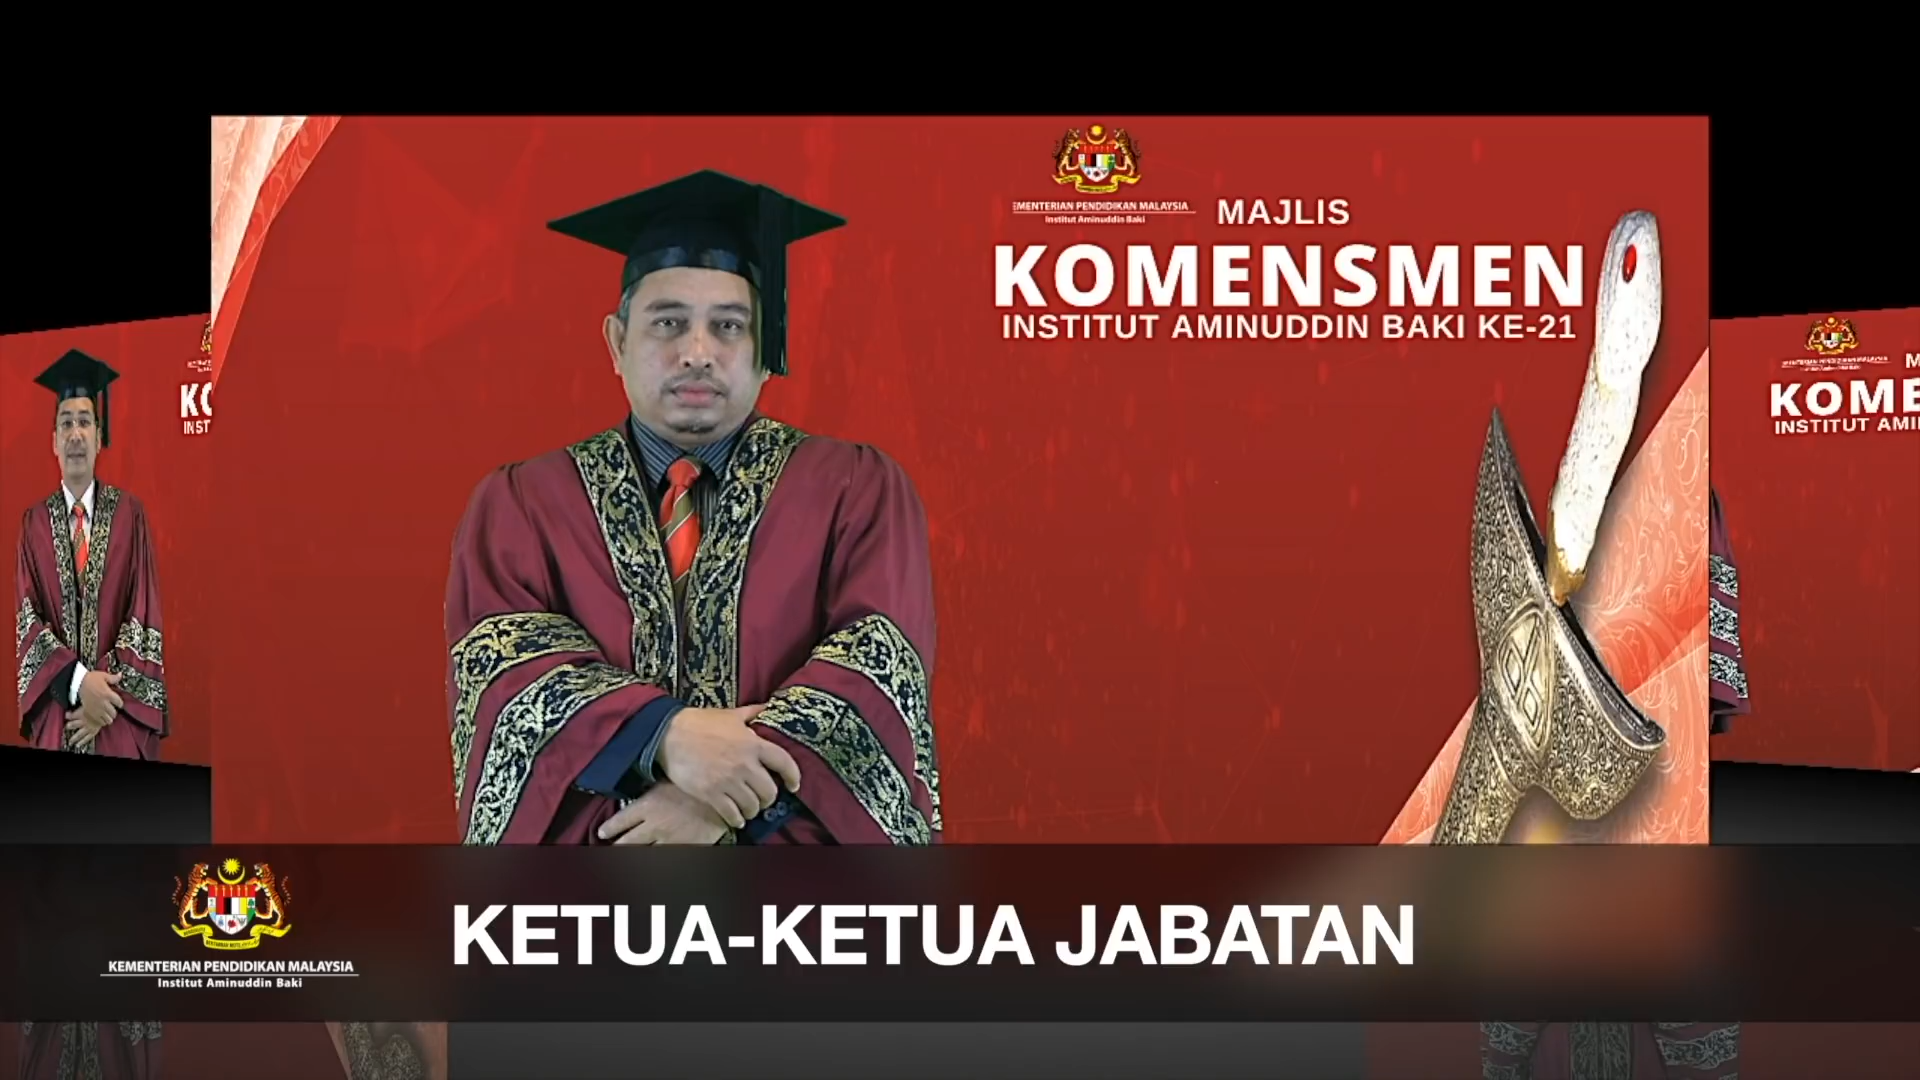 EMENTERIAN PENDIDIKAN MALAYSIA
Institut Aminuddin Baki
MAJLIS
KOMENSMEN
INSTITUT AMINUDDIN BAKI KE-21
KO
INST
M
KOME
INSTITUT AMI
KEMENTERIAN PENDIDIKAN MALAYSIA
Institut Aminuddin Baki
KETUA-KETUA JABATAN